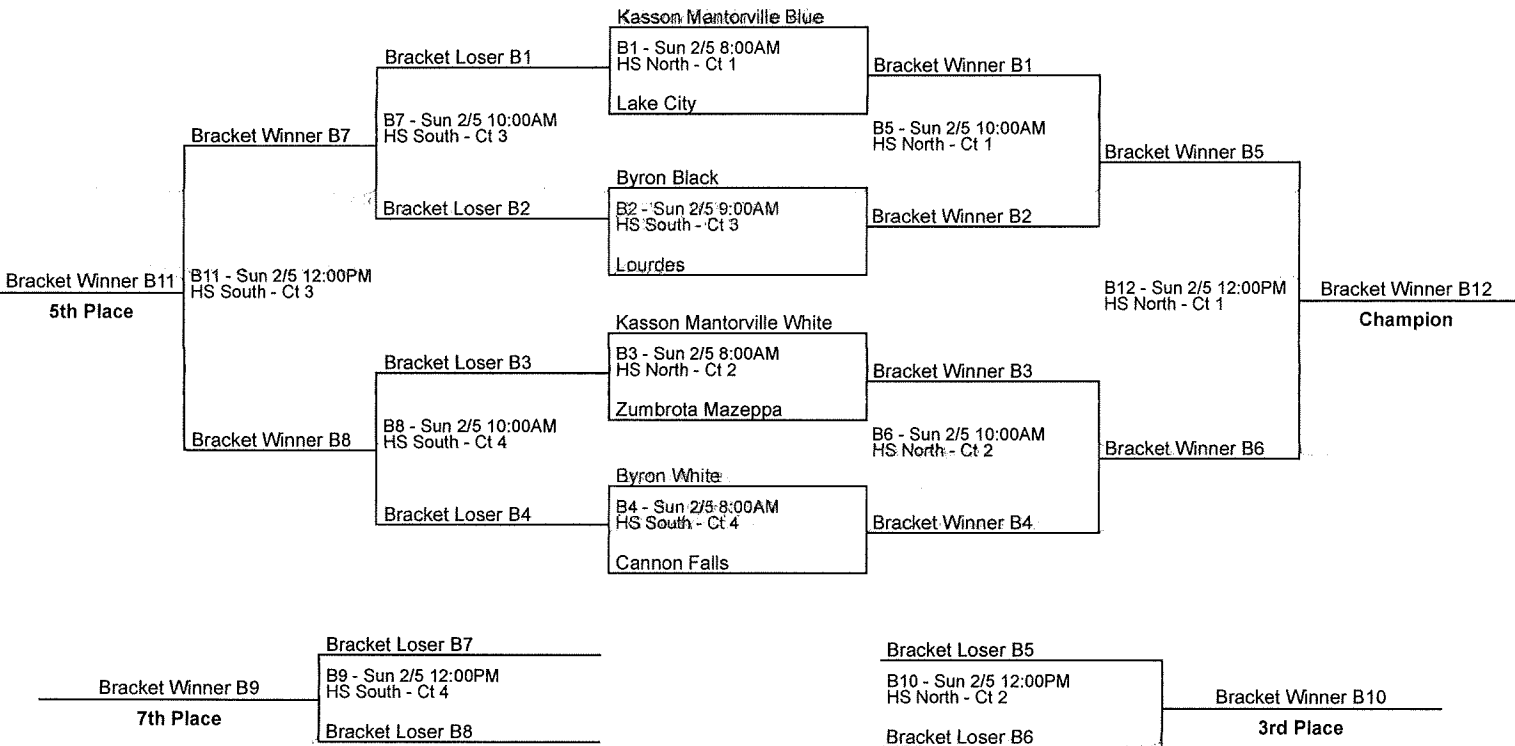 Kasson Mantorville Blue
Bracket Loser B1
B1 - Sun 2/5 8:00AM
HS North - Ct 1
Bracket Winner B1
Lake City
B7 - Sun 2/5 10:00AM
HS South - Ct 3
B5 - Sun 2/5 10:00AM
HS North - Ct 1
Bracket Winner B7
Bracket Winner B5
Byron Black
Bracket Loser B2
B2 - Sun 2/5 9:00AM
HS South - Ct 3
Bracket Winner B2
Lourdes
Bracket Winner B11
5th Place
B11 - Sun 2/5 12:00PM
HS South - Ct 3
B12 - Sun 2/5 12:00PM
HS North - Ct 1
Bracket Winner B12
Champion
Kasson Mantorville White
Bracket Loser B3
B3 - Sun 2/5 8:00AM
HS North - Ct 2
Bracket Winner B3
Zumbrota Mazeppa
B8 - Sun 2/5 10:00AM
HS South - Ct 4
B6 - Sun 2/5 10:00AM
HS North - Ct 2
Bracket Winner B8
Bracket Winner B6
Byron White
Bracket Loser B4
B4 - Sun 2/5 8:00AM
HS South - Ct 4
Bracket Winner B4
Cannon Falls
Bracket Loser B7
B9 - Sun 2/5 12:00PM
HS South - Ct 4
Bracket Winner B9
7th Place
Bracket Loser B8
Bracket Loser B5
B10 - Sun 2/5 12:00PM
HS North - Ct 2
Bracket Winner B10
3rd Place
Bracket Loser B6